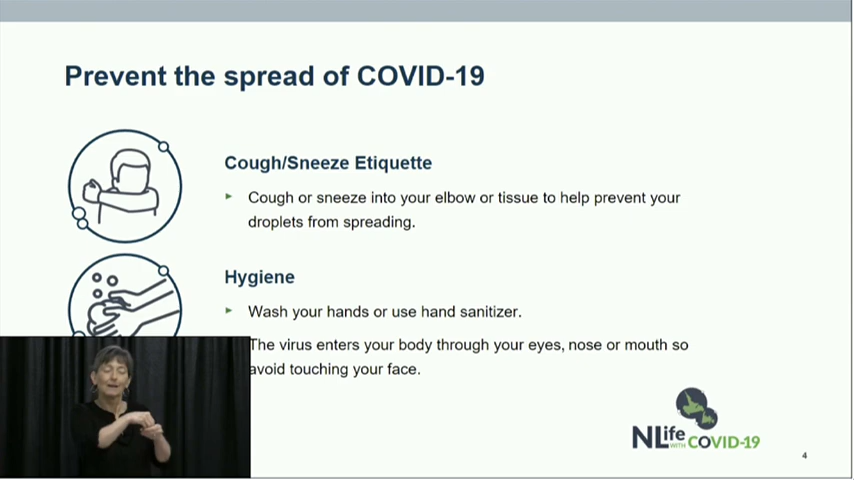 Prevent the spread of COVID-19
Cough/Sneeze Etiquette
Cough or sneeze into your elbow or tissue to help prevent your
droplets from spreading.
Hygiene
Wash your hands or use hand sanitizer.
The virus enters your body through your eyes, nose or mouth so
avoid touching your face.
NLife
WITH COVID-19
4